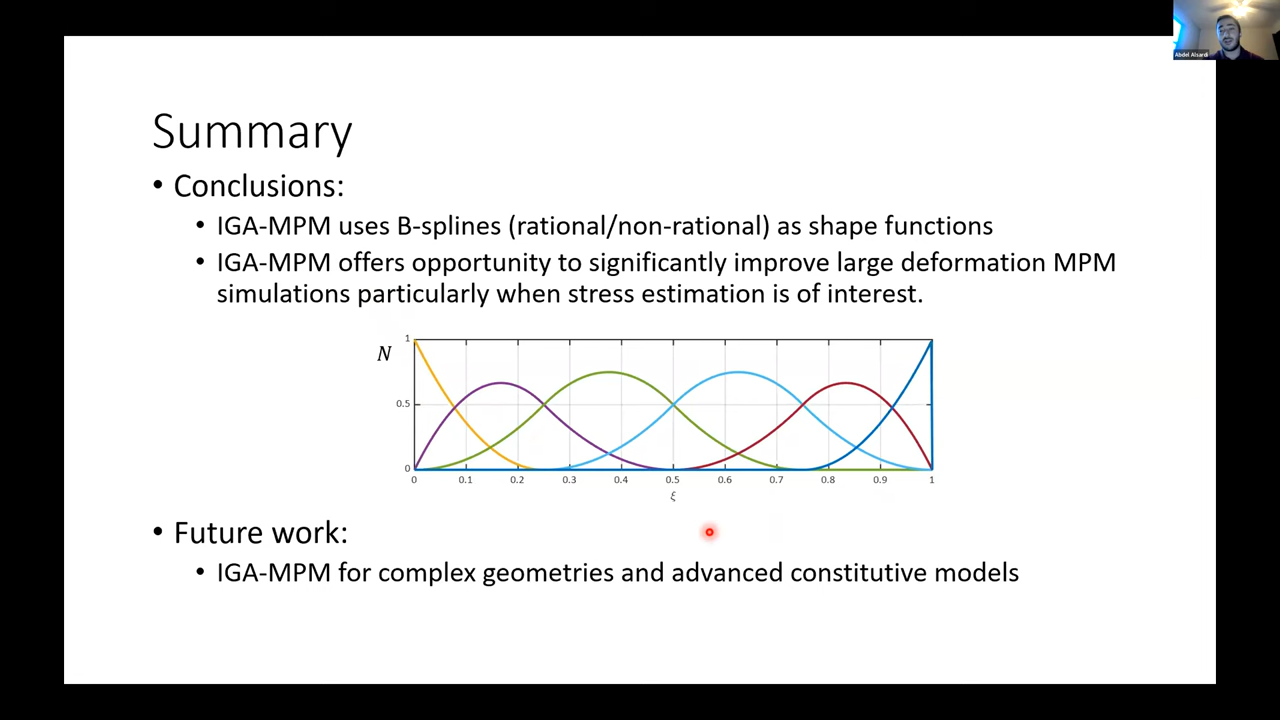 Abdel Alsardi
Summary
• Conclusions:
• IGA-MPM uses B-splines (rational/non-rational) as shape functions
• IGA-MPM offers opportunity to significantly improve large deformation MPM
simulations particularly when stress estimation is of interest.
N
1
0.5
0
0 0.1 0.2 0.3 0.4 0.5 0.6 0.7 0.8 0.9 1
ξ
• Future work:
• IGA-MPM for complex geometries and advanced constitutive models